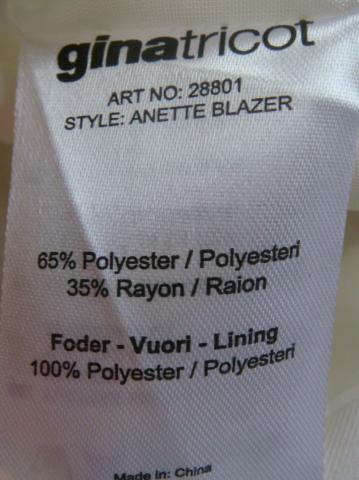 ginatricot
ART NO: 28801
STYLE: ANETTE BLAZER
65% Polyester / Polyesteri
35% Rayon / Raion
Foder - Vuori - Lining
100% Polyester / Polyesteri
Made in: China